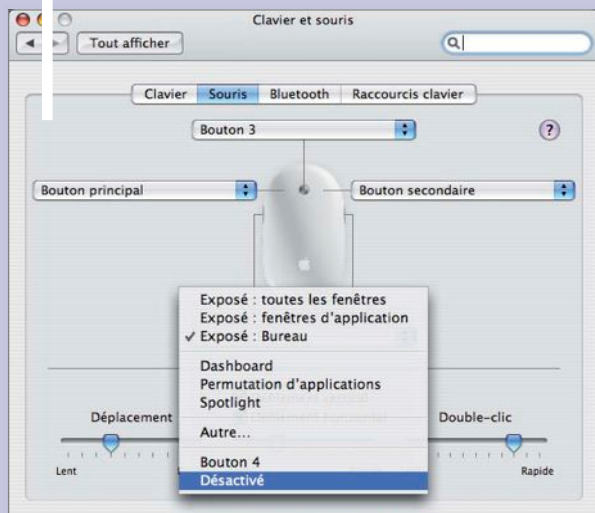 Clavier et souris
Tout afficher
Clavier Souris Bluetooth Raccourcis clavier
Bouton 3
?
Bouton principal
Bouton secondaire
Exposé : toutes les fenêtres
Exposé : fenêtres d'application
✓ Exposé : Bureau
Dashboard
Permutation d'applications
Spotlight
Autre...
Bouton 4
Désactivé
Déplacement
Double-clic
Lent
Rapide